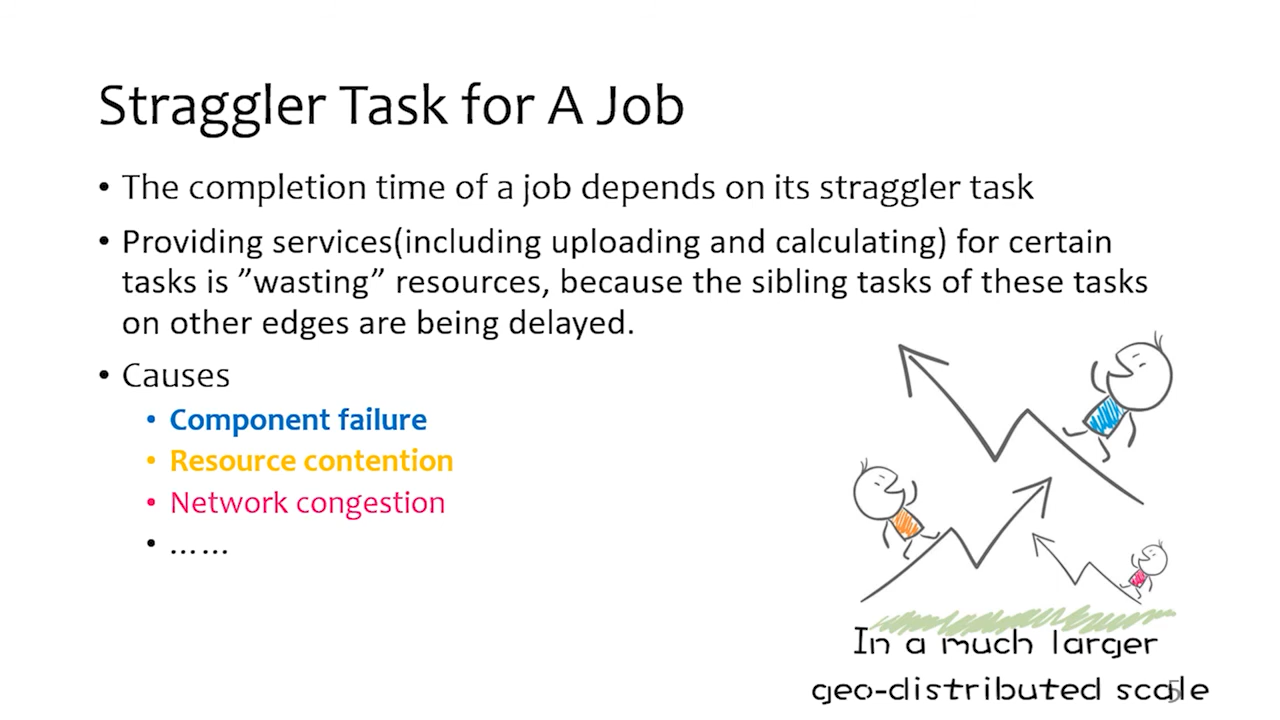 Straggler Task for A Job
• The completion time of a job depends on its straggler task
• Providing services(including uploading and calculating) for certain
tasks is ”wasting” resources, because the sibling tasks of these tasks
on other edges are being delayed.
• Causes
• Component failure
• Resource contention
• Network congestion
• ……
In a much larger
geo-distributed scale
5